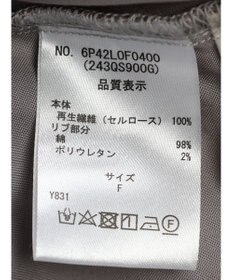 NO. 6P42L0F0400
(243QS900G)
品質表示
本体
再生繊維(セルロース) 100%
リブ部分
綿 98%
ポリウレタン 2%
サイズ
F
Y831